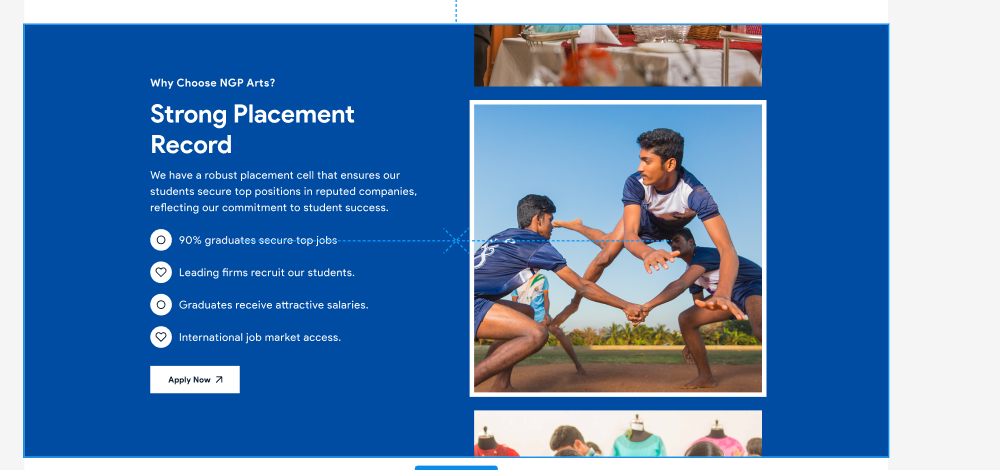 Why Choose NGP Arts?
Strong Placement
Record
We have a robust placement cell that ensures our
students secure top positions in reputed companies,
reflecting our commitment to student success.
90% graduates secure top jobs
Leading firms recruit our students.
Graduates receive attractive salaries.
International job market access.
Apply Now